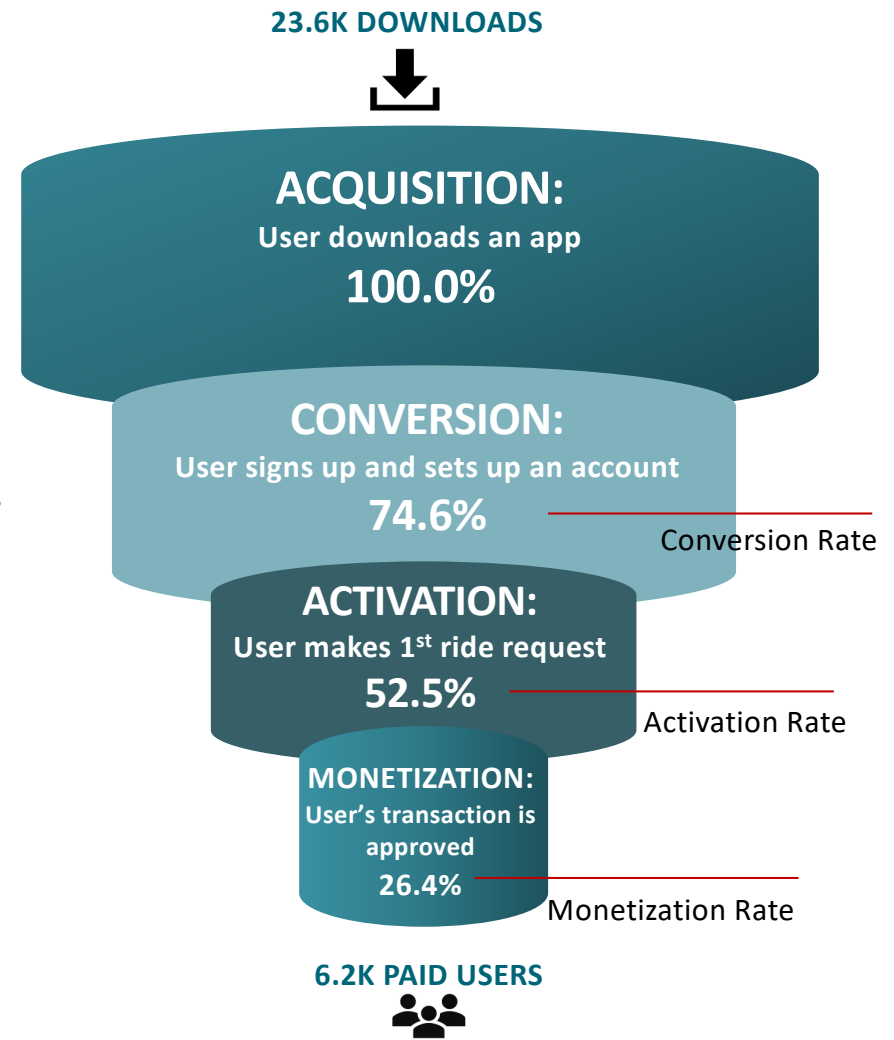 23.6K DOWNLOADS
ACQUISITION:
User downloads an app
100.0%
CONVERSION:
User signs up and sets up an account
74.6%
Conversion Rate
ACTIVATION:
User makes 1st ride request
52.5%
Activation Rate
MONETIZATION:
User’s transaction is
approved
26.4%
Monetization Rate
6.2K PAID USERS